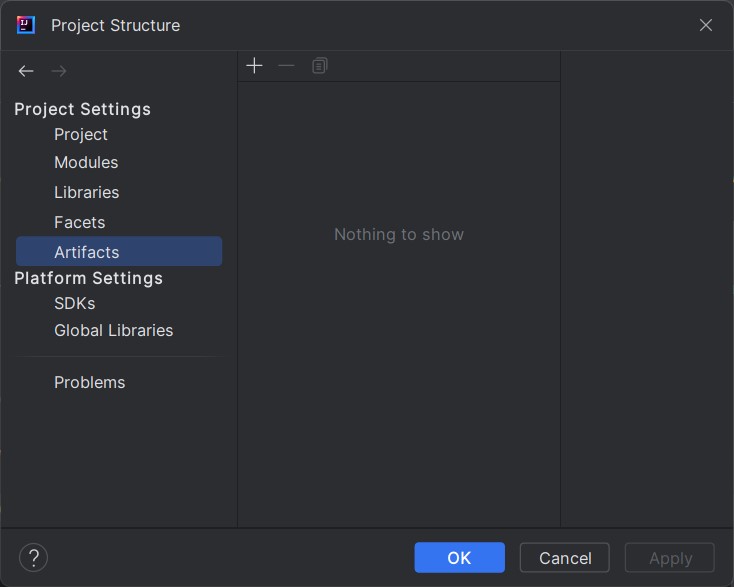 Project Structure
Project Settings
Project
Modules
Libraries
Facets
Artifacts
Platform Settings
SDKs
Global Libraries
Problems
Nothing to show
?
OK
Cancel
Apply